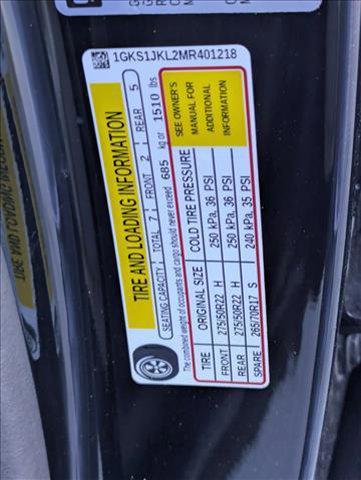 1GKS1JKL2MR401218
TIRE AND LOADING INFORMATION
SEATING CAPACITY TOTAL 7 FRONT 2 REAR 5
The combined weight of occupants and cargo should never exceed 685 kg or 1510 lbs
TIRE ORIGINAL SIZE COLD TIRE PRESSURE
FRONT 275/50R22 H 250 kPa, 36 PSI
REAR 275/50R22 H 250 kPa, 36 PSI
SPARE 265/70R17 S 240 kPa, 35 PSI
SEE OWNER'S
MANUAL FOR
ADDITIONAL
INFORMATION